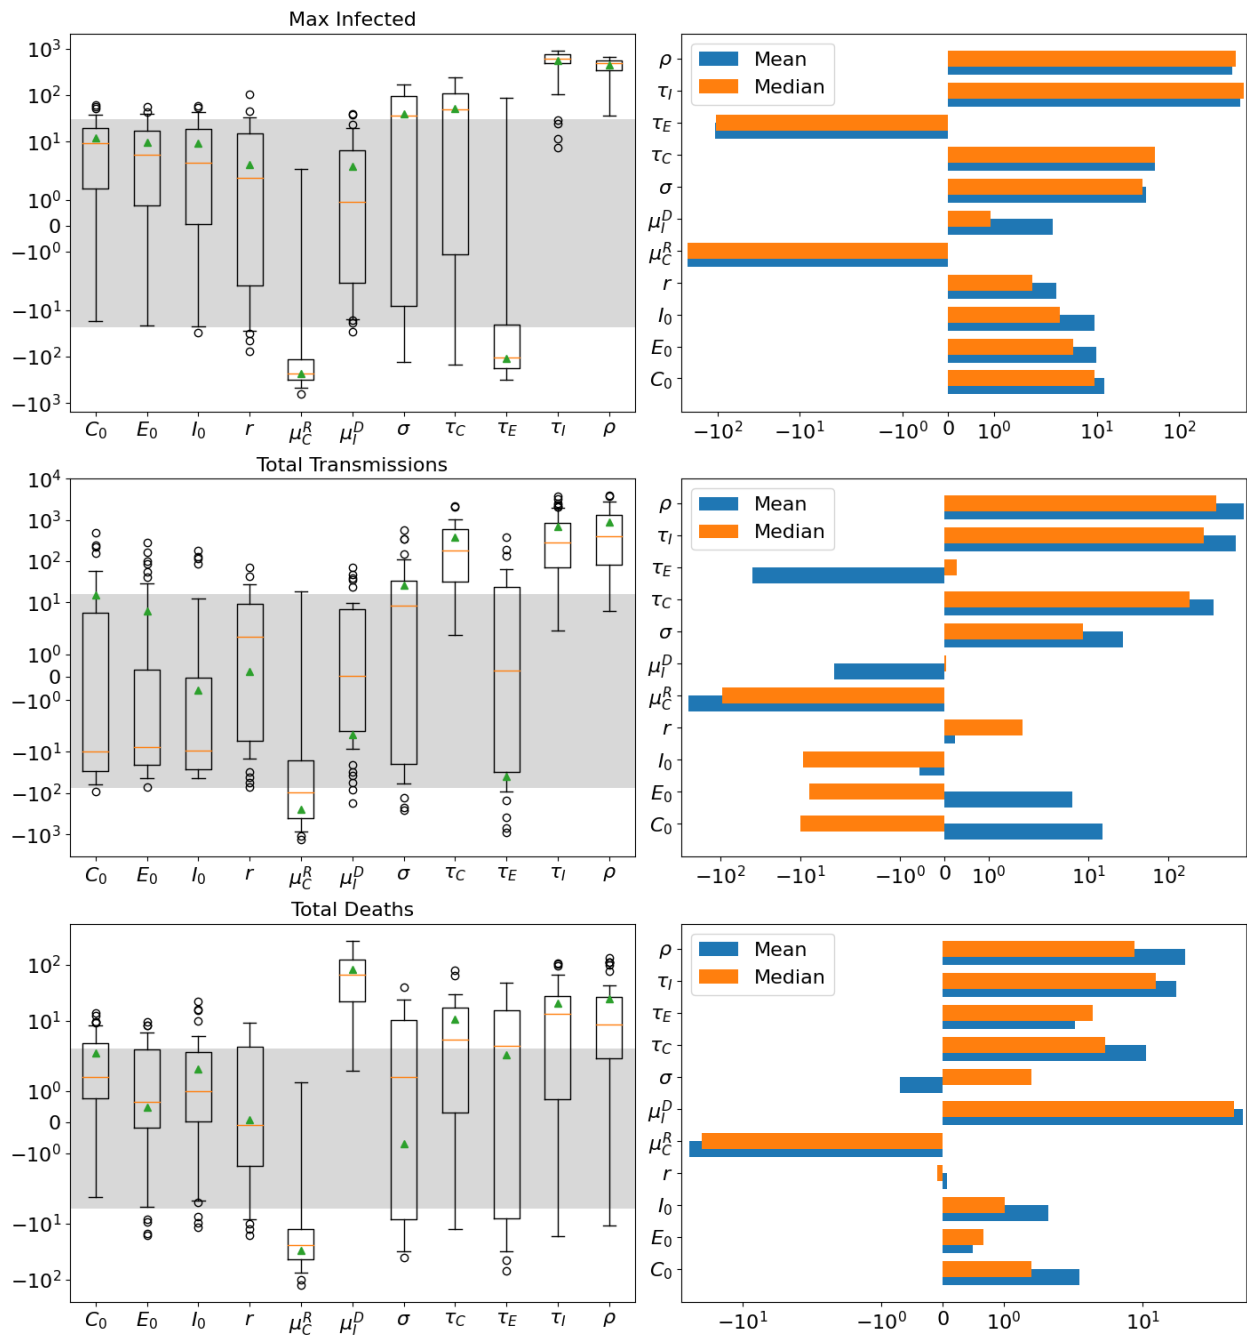 Max Infected
10³
10²
10¹
10⁰
0
−10⁰
−10¹
−10²
−10³
C₀ E₀ I₀ r μ_C^R μ_I^D σ τ_C τ_E τ_I ρ
Mean
Median
ρ
τ_I
τ_E
τ_C
σ
μ_I^D
μ_C^R
r
I₀
E₀
C₀
−10² −10¹ −10⁰ 0 10⁰ 10¹ 10²
Total Transmissions
10⁴
10³
10²
10¹
10⁰
0
−10⁰
−10¹
−10²
−10³
C₀ E₀ I₀ r μ_C^R μ_I^D σ τ_C τ_E τ_I ρ
Mean
Median
ρ
τ_I
τ_E
τ_C
σ
μ_I^D
μ_C^R
r
I₀
E₀
C₀
−10² −10¹ −10⁰ 0 10⁰ 10¹ 10²
Total Deaths
10²
10¹
10⁰
0
−10⁰
−10¹
−10²
C₀ E₀ I₀ r μ_C^R μ_I^D σ τ_C τ_E τ_I ρ
Mean
Median
ρ
τ_I
τ_E
τ_C
σ
μ_I^D
μ_C^R
r
I₀
E₀
C₀
−10¹ −10⁰ 0 10⁰ 10¹